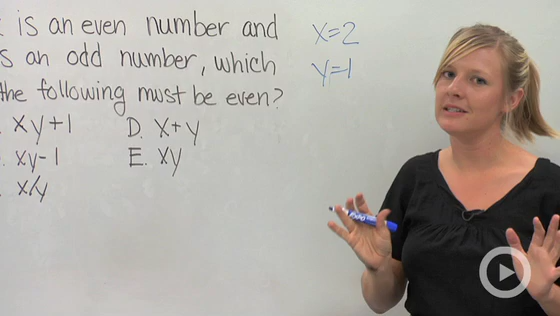 is an even number and
s an odd number, which
the following must be even?
. xy+1 D. x+y
. xy-1 E. xy
. x/y
X=2
Y=1